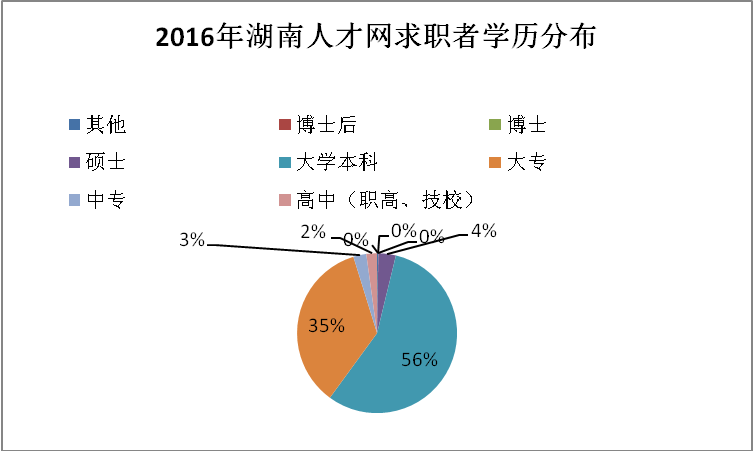 2016年湖南人才网求职者学历分布
其他 博士后 博士
硕士 大学本科 大专
中专 高中（职高、技校）
3% 2% 0% 0% 0% 4%
35%
56%